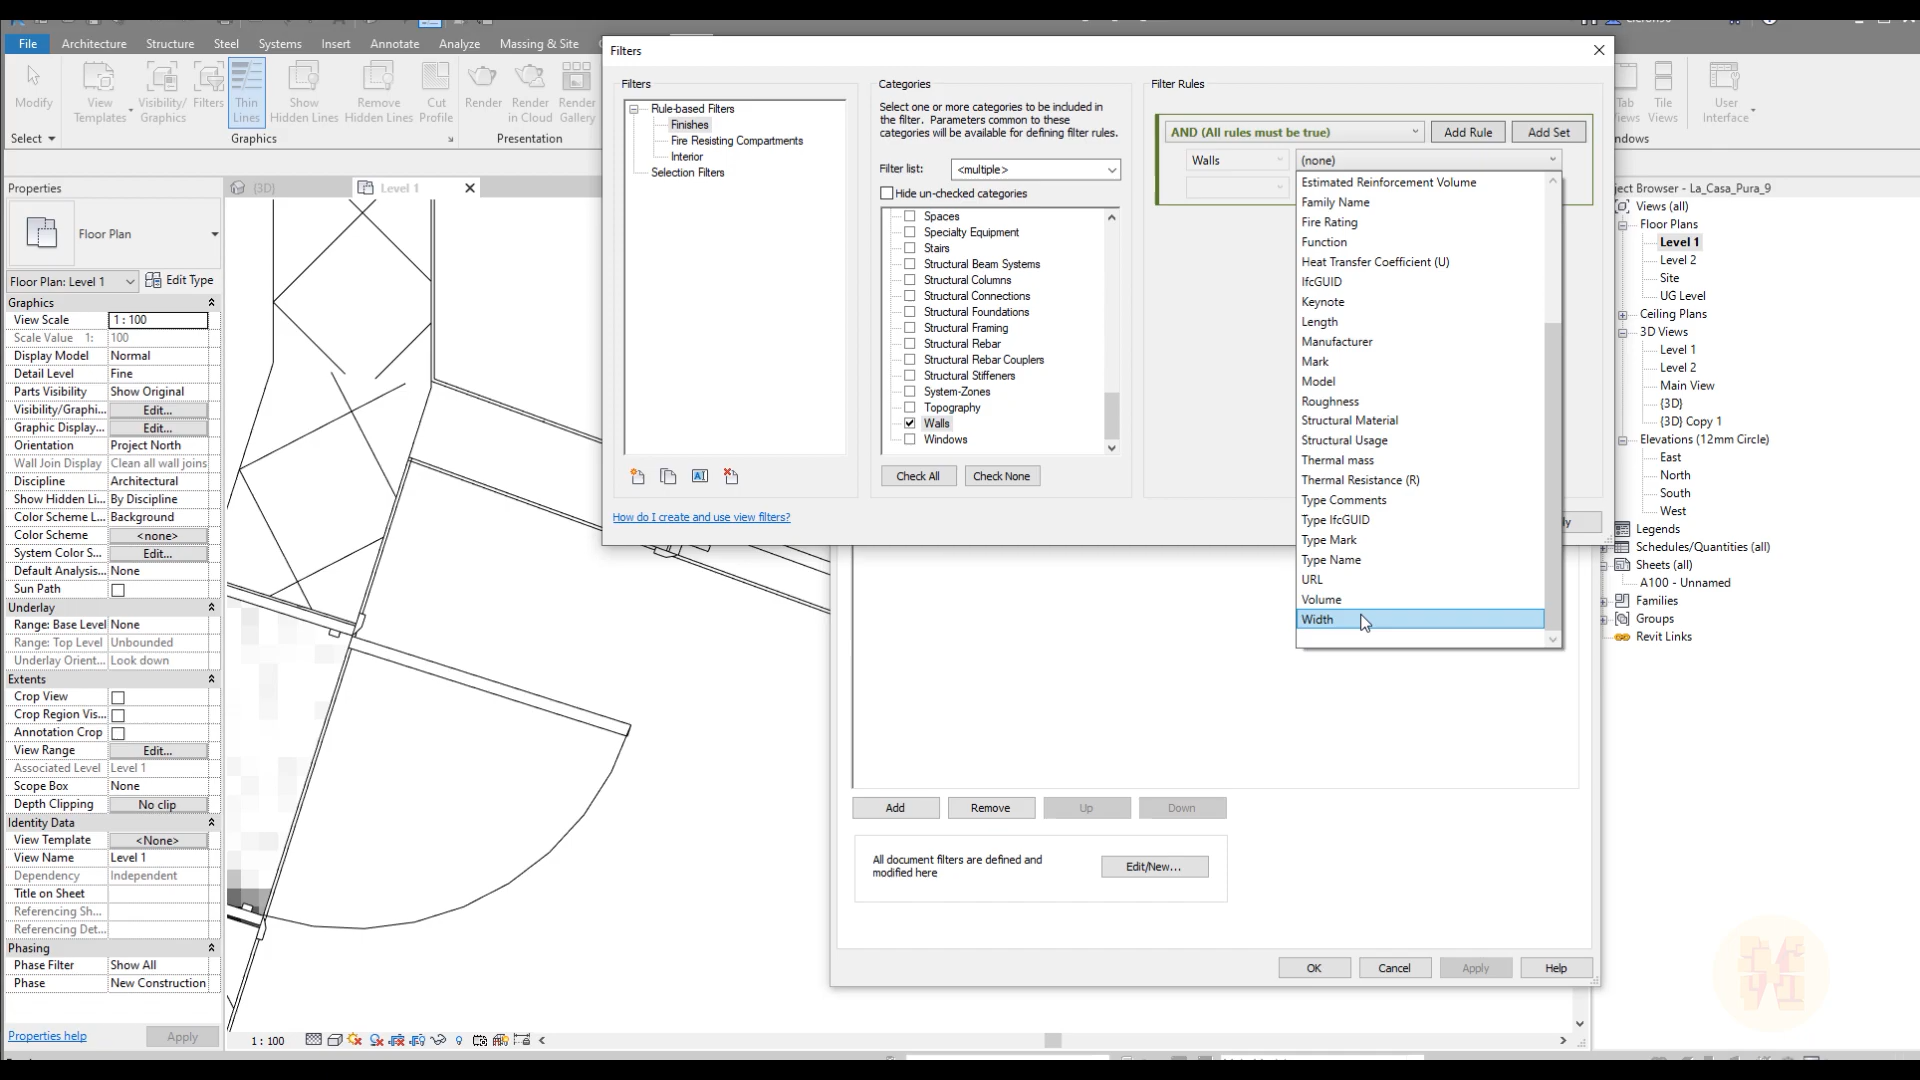 File
Architecture
Structure
Steel
Systems
Insert
Annotate
Analyze
Massing & Site
Modify
View
Templates
Visibility/
Graphics
Filters
Thin
Lines
Show
Hidden Lines
Remove
Hidden Lines
Cut
Profile
Render
Render
in Cloud
Render
Gallery
Tab
Views
Tile
Views
User
Interface
Select
Graphics
Presentation
ndows
Properties
Floor Plan
Floor Plan: Level 1
Edit Type
Graphics
View Scale 1 : 100
Scale Value 1: 100
Display Model Normal
Detail Level Fine
Parts Visibility Show Original
Visibility/Graphi... Edit...
Graphic Display... Edit...
Orientation Project North
Wall Join Display Clean all wall joins
Discipline Architectural
Show Hidden Li... By Discipline
Color Scheme L... Background
Color Scheme <none>
System Color S... Edit...
Default Analysis... None
Sun Path
Underlay
Range: Base Level None
Range: Top Level Unbounded
Underlay Orient... Look down
Extents
Crop View
Crop Region Vis...
Annotation Crop
View Range Edit...
Associated Level Level 1
Scope Box None
Depth Clipping No clip
Identity Data
View Template <None>
View Name Level 1
Dependency Independent
Title on Sheet
Referencing Sh...
Referencing Det...
Phasing
Phase Filter Show All
Phase New Construction
Properties help
Apply
{3D}
Level 1
1 : 100
Filters
Filters
Rule-based Filters
Finishes
Fire Resisting Compartments
Interior
Selection Filters
How do I create and use view filters?
Categories
Select one or more categories to be included in
the filter. Parameters common to these
categories will be available for defining filter rules.
Filter list: <multiple>
Hide un-checked categories
Spaces
Specialty Equipment
Stairs
Structural Beam Systems
Structural Columns
Structural Connections
Structural Foundations
Structural Framing
Structural Rebar
Structural Rebar Couplers
Structural Stiffeners
System-Zones
Topography
Walls
Windows
Check All
Check None
Filter Rules
AND (All rules must be true)
Add Rule
Add Set
Walls
(none)
Estimated Reinforcement Volume
Family Name
Fire Rating
Function
Heat Transfer Coefficient (U)
IfcGUID
Keynote
Length
Manufacturer
Mark
Model
Roughness
Structural Material
Structural Usage
Thermal mass
Thermal Resistance (R)
Type Comments
Type IfcGUID
Type Mark
Type Name
URL
Volume
Width
Add
Remove
Up
Down
All document filters are defined and
modified here
Edit/New...
OK
Cancel
Apply
Help
ject Browser - La_Casa_Pura_9
Views (all)
Floor Plans
Level 1
Level 2
Site
UG Level
Ceiling Plans
3D Views
Level 1
Level 2
Main View
{3D}
{3D} Copy 1
Elevations (12mm Circle)
East
North
South
West
Legends
Schedules/Quantities (all)
Sheets (all)
A100 - Unnamed
Families
Groups
Revit Links